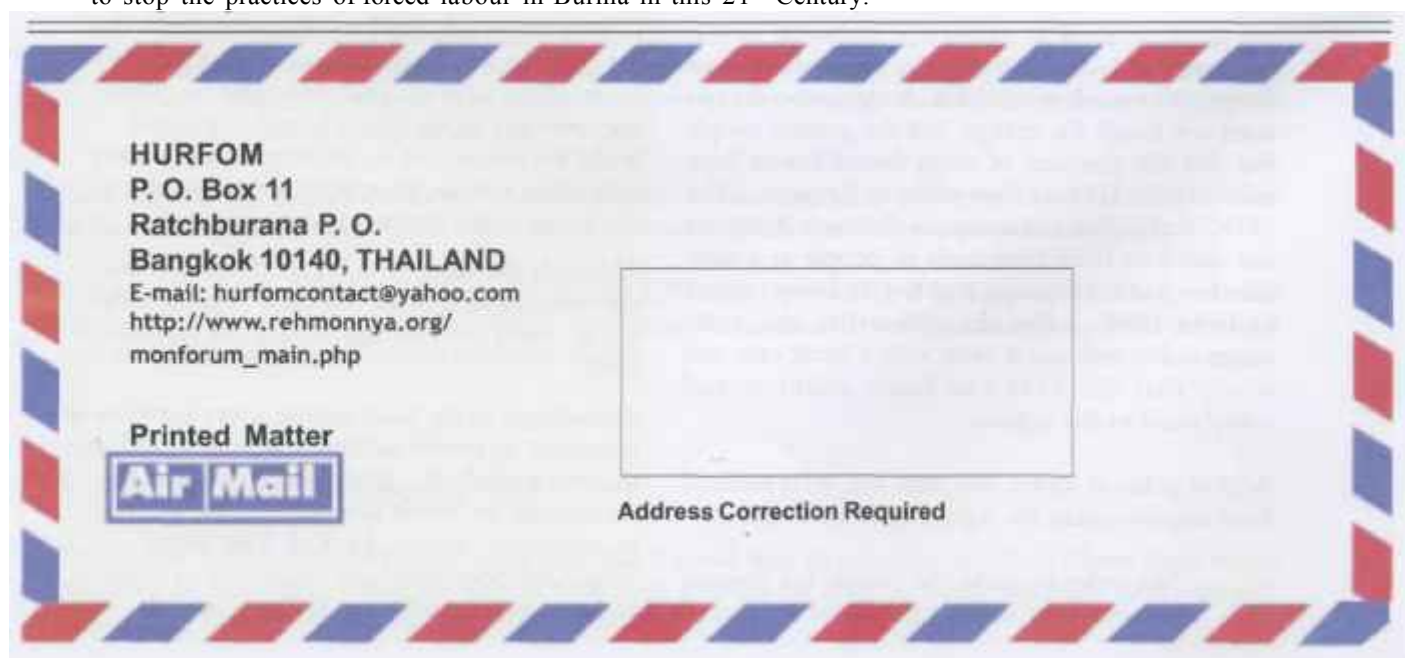 to stop the practices of forced labour in Burma in this 21 Century.
HURFOM
P. O. Box 11
Ratchburana P. O.
Bangkok 10140, THAILAND
E-mail: hurfomcontact@yahoo.com
http://www.rehmonnya.org/
monforum_main.php
Printed Matter
Air Mail
Address Correction Required